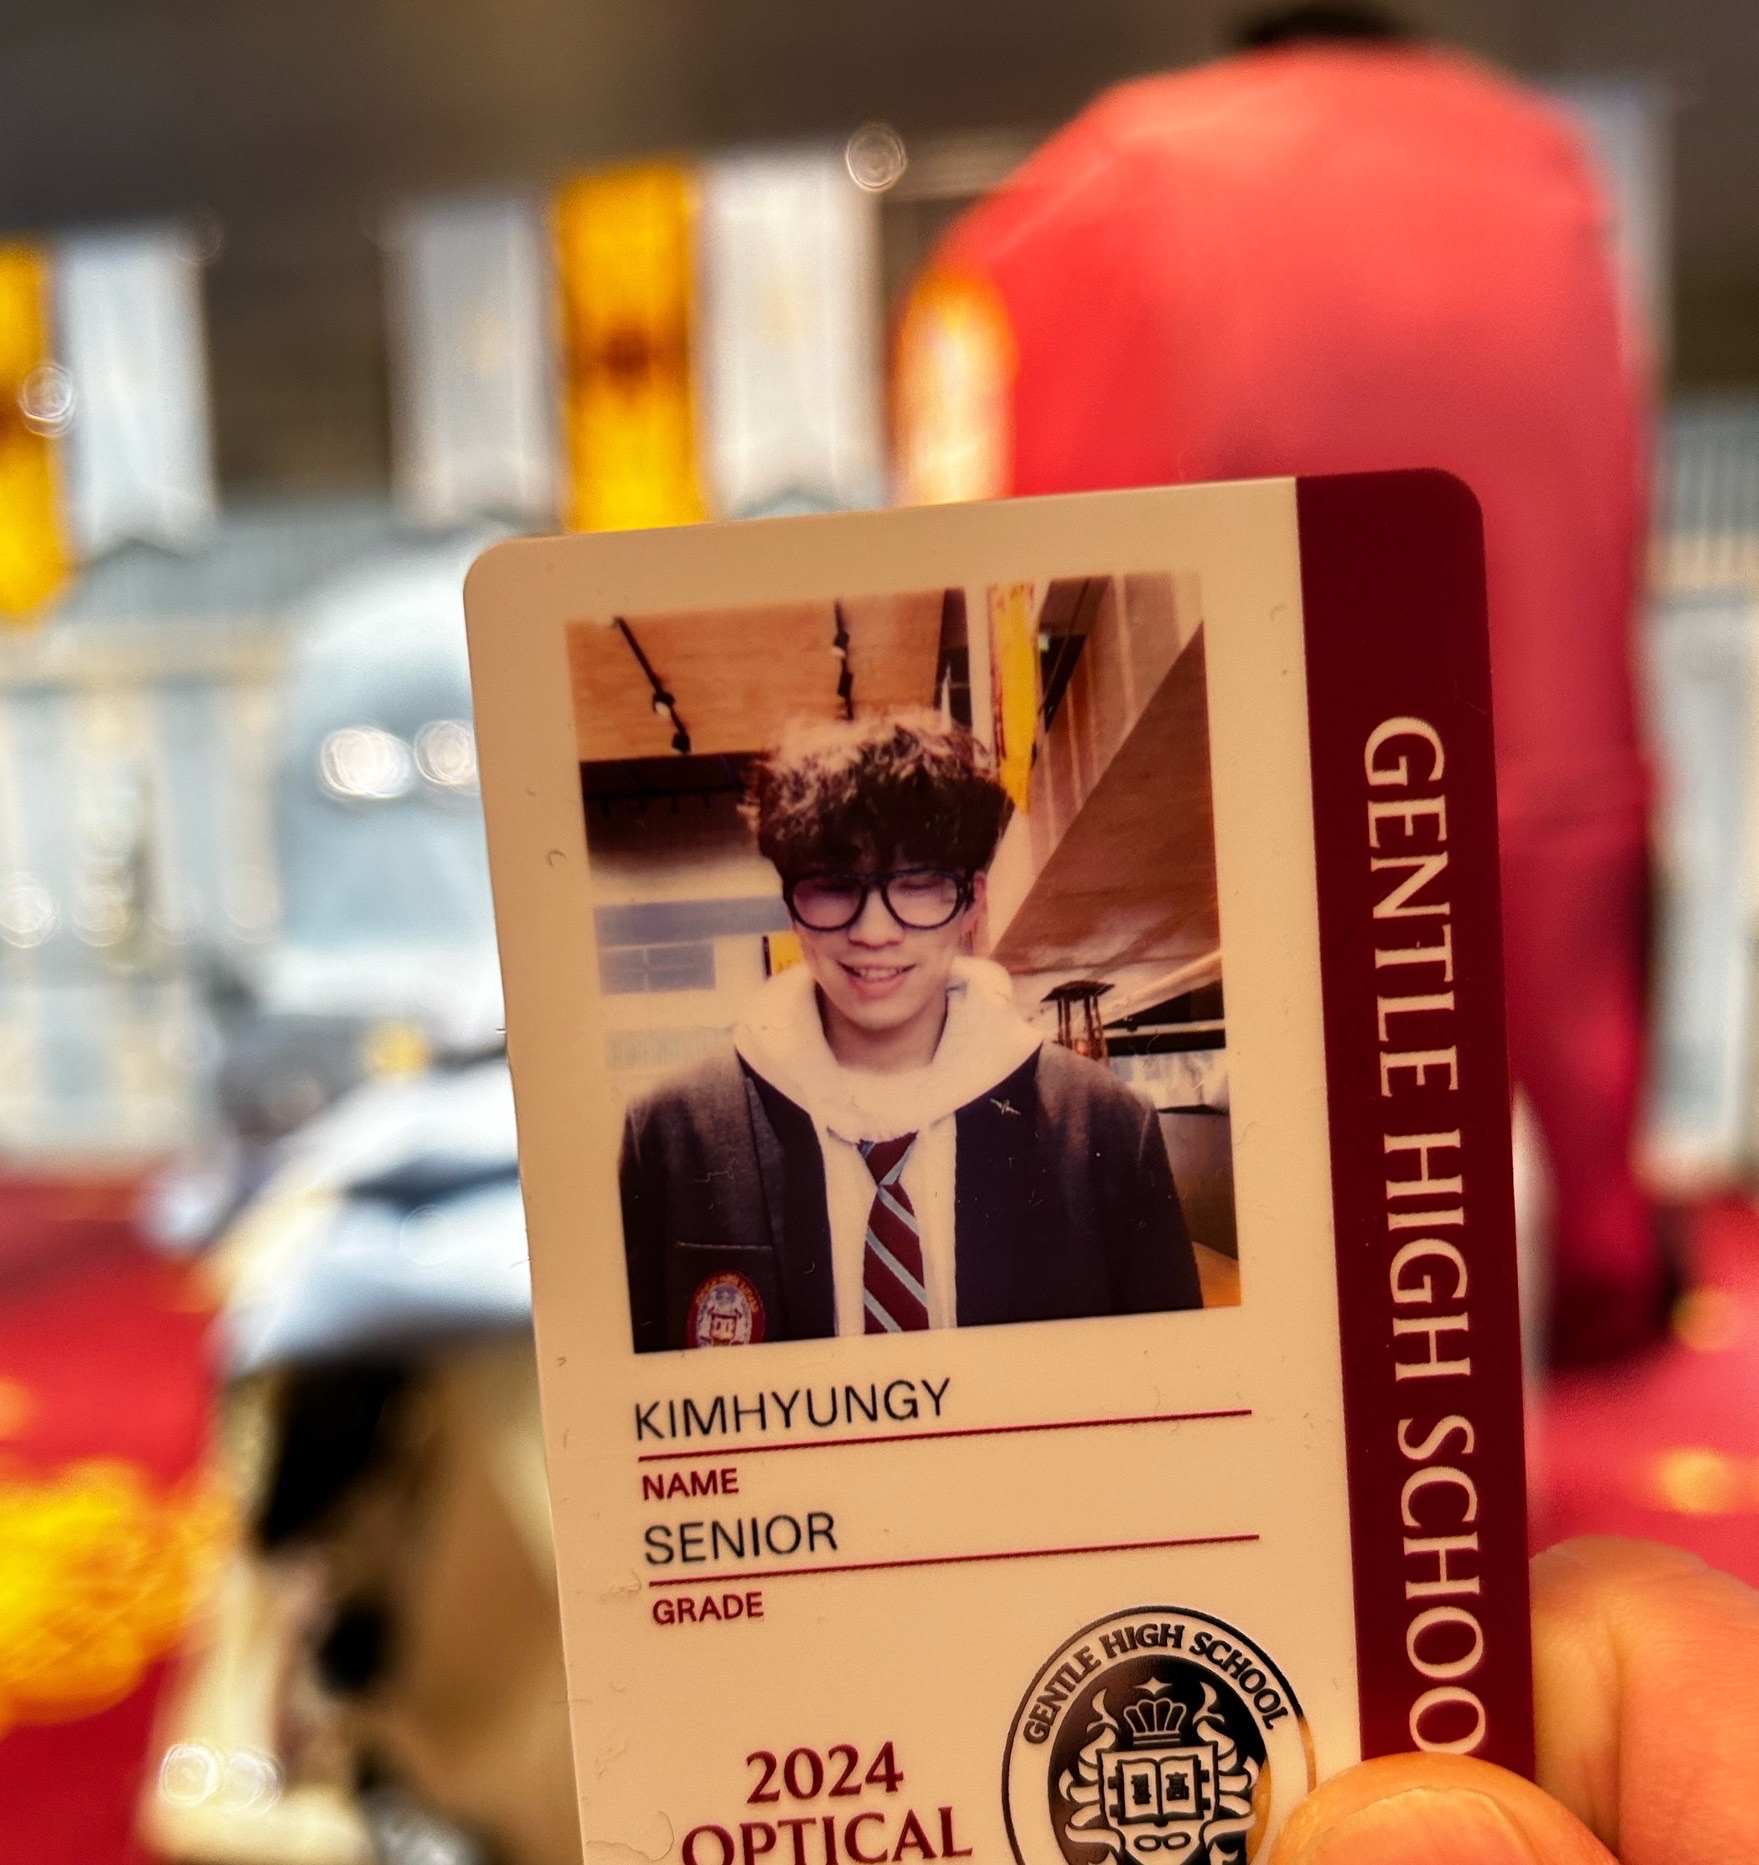 KIMHYUNGY
NAME
SENIOR
GRADE
2024
OPTICAL
GENTLE HIGH SCHOOL
GENTLE HIGH SCHOO